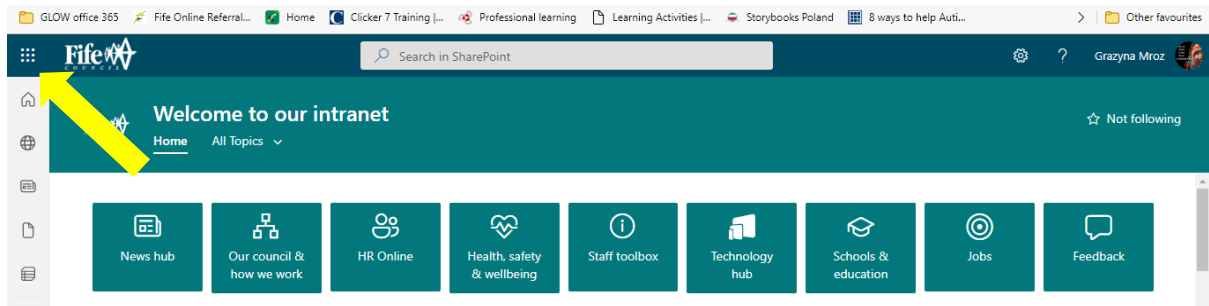 GLOW office 365 Fife Online Referral... Home Clicker 7 Training |... Professional learning Learning Activities |... Storybooks Poland 8 ways to help Auti... Other favourites
Fife COUNCIL Search in SharePoint ? Grazyna Mroz
Welcome to our intranet
Not following
Home All Topics
News hub
Our council &
how we work
HR Online
Health, safety
& wellbeing
Staff toolbox
Technology
hub
Schools &
education
Jobs
Feedback